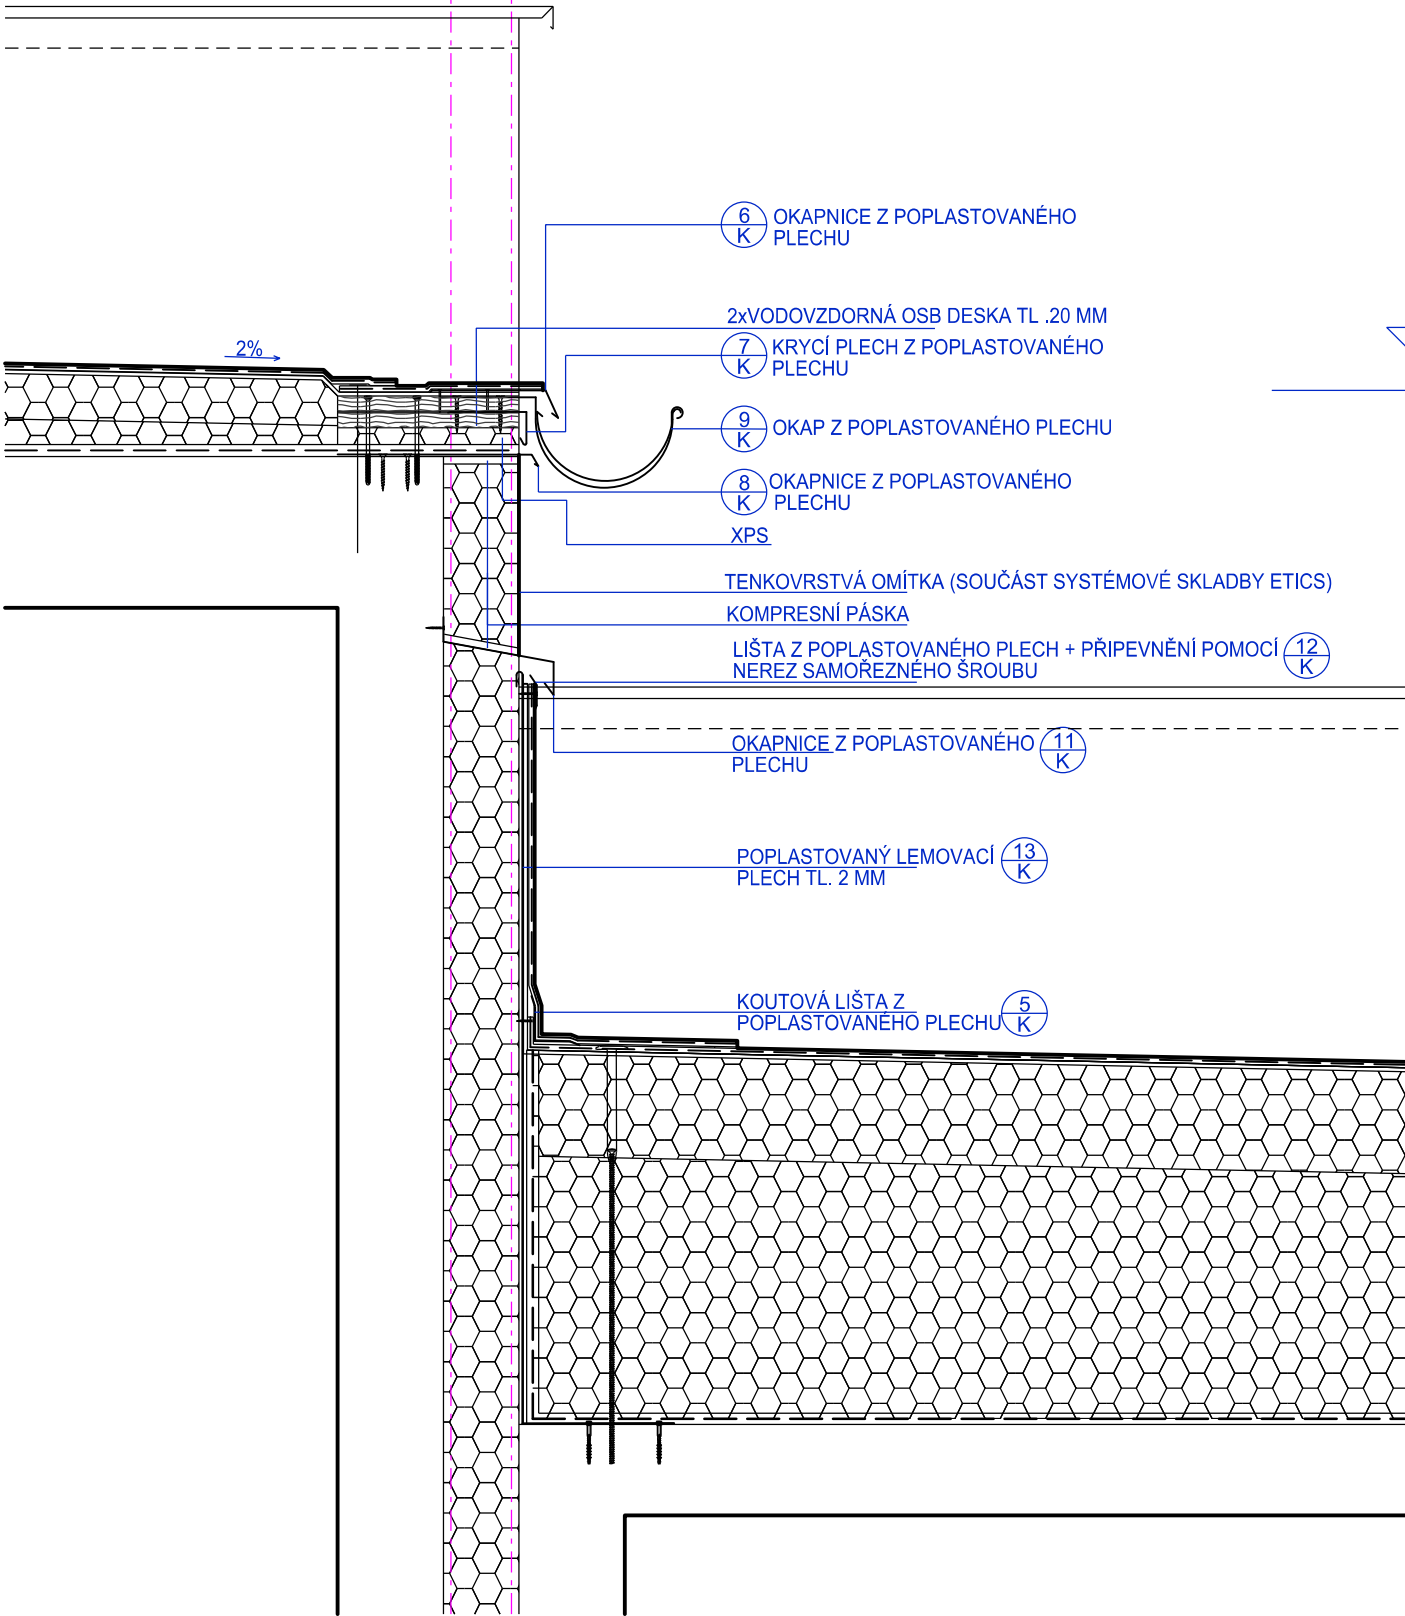 6
K
OKAPNICE Z POPLASTOVANÉHO
PLECHU
2xVODOVZDORNÁ OSB DESKA TL .20 MM
2%
7
K
KRYCÍ PLECH Z POPLASTOVANÉHO
PLECHU
9
K
OKAP Z POPLASTOVANÉHO PLECHU
8
K
OKAPNICE Z POPLASTOVANÉHO
PLECHU
XPS
TENKOVRSTVÁ OMÍTKA (SOUČÁST SYSTÉMOVÉ SKLADBY ETICS)
KOMPRESNÍ PÁSKA
LIŠTA Z POPLASTOVANÉHO PLECH + PŘIPEVNĚNÍ POMOCÍ
NEREZ SAMOŘEZNÉHO ŠROUBU
12
K
OKAPNICE Z POPLASTOVANÉHO
PLECHU
11
K
POPLASTOVANÝ LEMOVACÍ
PLECH TL. 2 MM
13
K
KOUTOVÁ LIŠTA Z
POPLASTOVANÉHO PLECHU
5
K